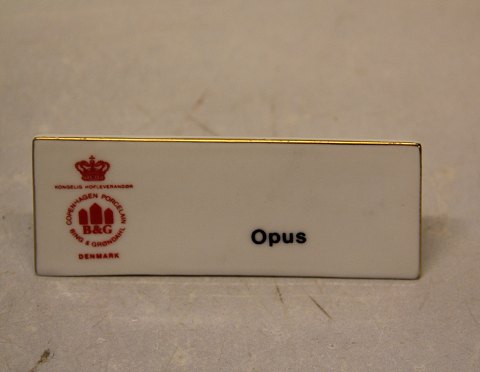 KONGELIG HOFLEVERANDØR
COPENHAGEN PORCELAIN
B&G
BING & GRØNDAHL
DENMARK
Opus